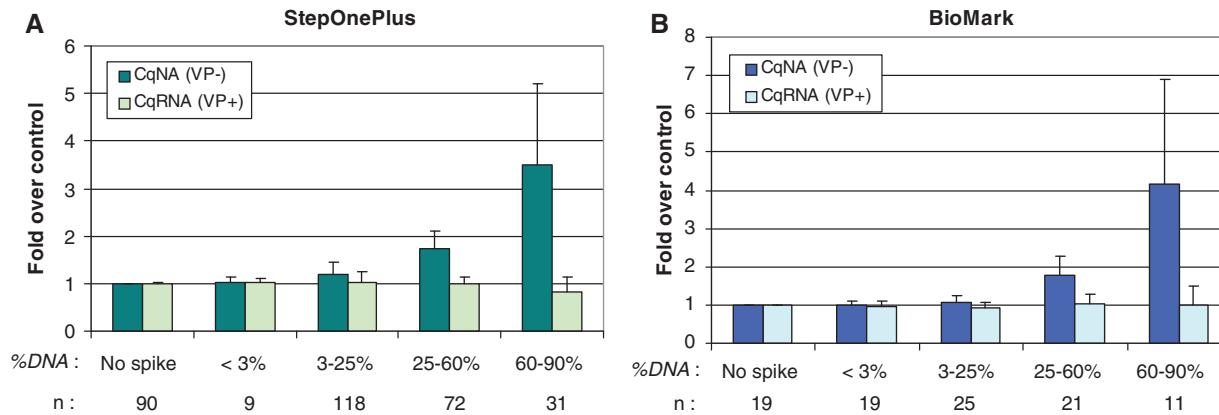 A
StepOnePlus
Fold over control
6
5
4
3
2
1
0
CqNA (VP-)
CqRNA (VP+)
%DNA : No spike < 3% 3-25% 25-60% 60-90%
n : 90 9 118 72 31
B
BioMark
Fold over control
8
7
6
5
4
3
2
1
0
CqNA (VP-)
CqRNA (VP+)
%DNA : No spike < 3% 3-25% 25-60% 60-90%
n : 19 19 25 21 11